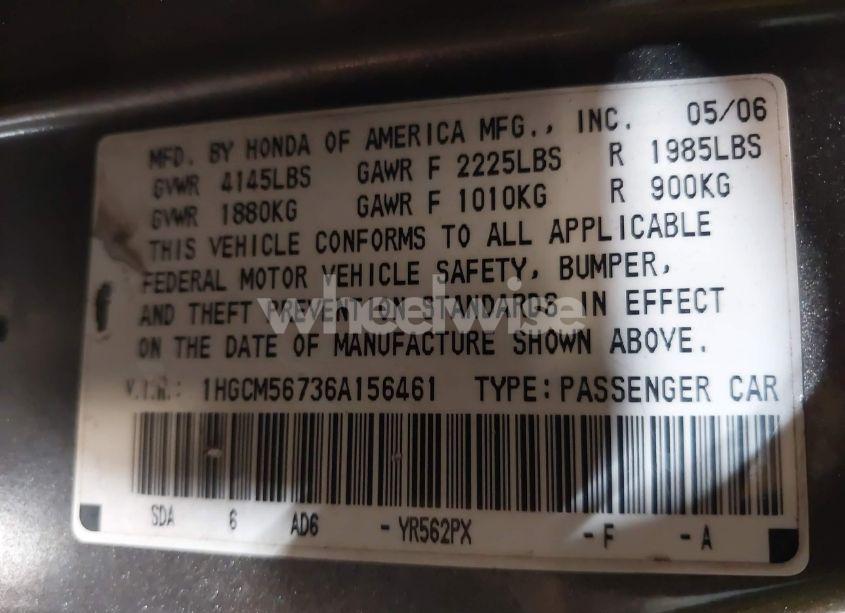 MFD. BY HONDA OF AMERICA MFG., INC. 05/06
GVWR 4145LBS GAWR F 2225LBS R 1985LBS
GVWR 1880KG GAWR F 1010KG R 900KG
THIS VEHICLE CONFORMS TO ALL APPLICABLE
FEDERAL MOTOR VEHICLE SAFETY, BUMPER,
AND THEFT PREVENTION STANDARDS IN EFFECT
ON THE DATE OF MANUFACTURE SHOWN ABOVE.
V.I.N.: 1HGCM56736A156461 TYPE: PASSENGER CAR
SDA 6 AD6 - YR562PX - F - A
wheelwise